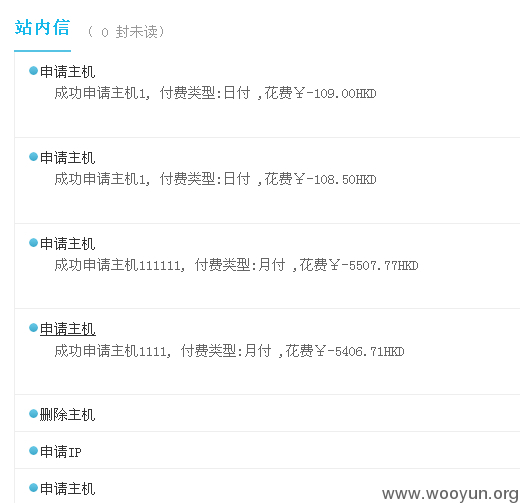 站内信 ( 0 封未读)
申请主机
成功申请主机1, 付费类型:日付 ,花费￥-109.00HKD
申请主机
成功申请主机1, 付费类型:日付 ,花费￥-108.50HKD
申请主机
成功申请主机111111, 付费类型:月付 ,花费￥-5507.77HKD
申请主机
成功申请主机1111, 付费类型:月付 ,花费￥-5406.71HKD
删除主机
申请IP
申请主机
www.wooyun.org